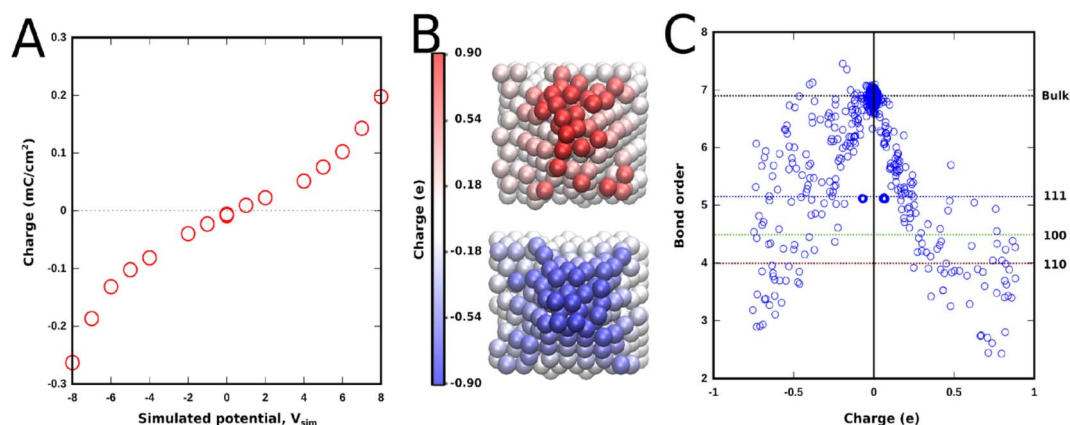 A
Charge (mC/cm²)
0.3
0.2
0.1
0
-0.1
-0.2
-0.3
-8 -6 -4 -2 0 2 4 6 8
Simulated potential, Vsim
B
Charge (e)
0.90
0.54
0.18
-0.18
-0.54
-0.90
C
Bond order
8
7
6
5
4
3
2
-1 -0.5 0 0.5 1
Charge (e)
Bulk
111
100
110